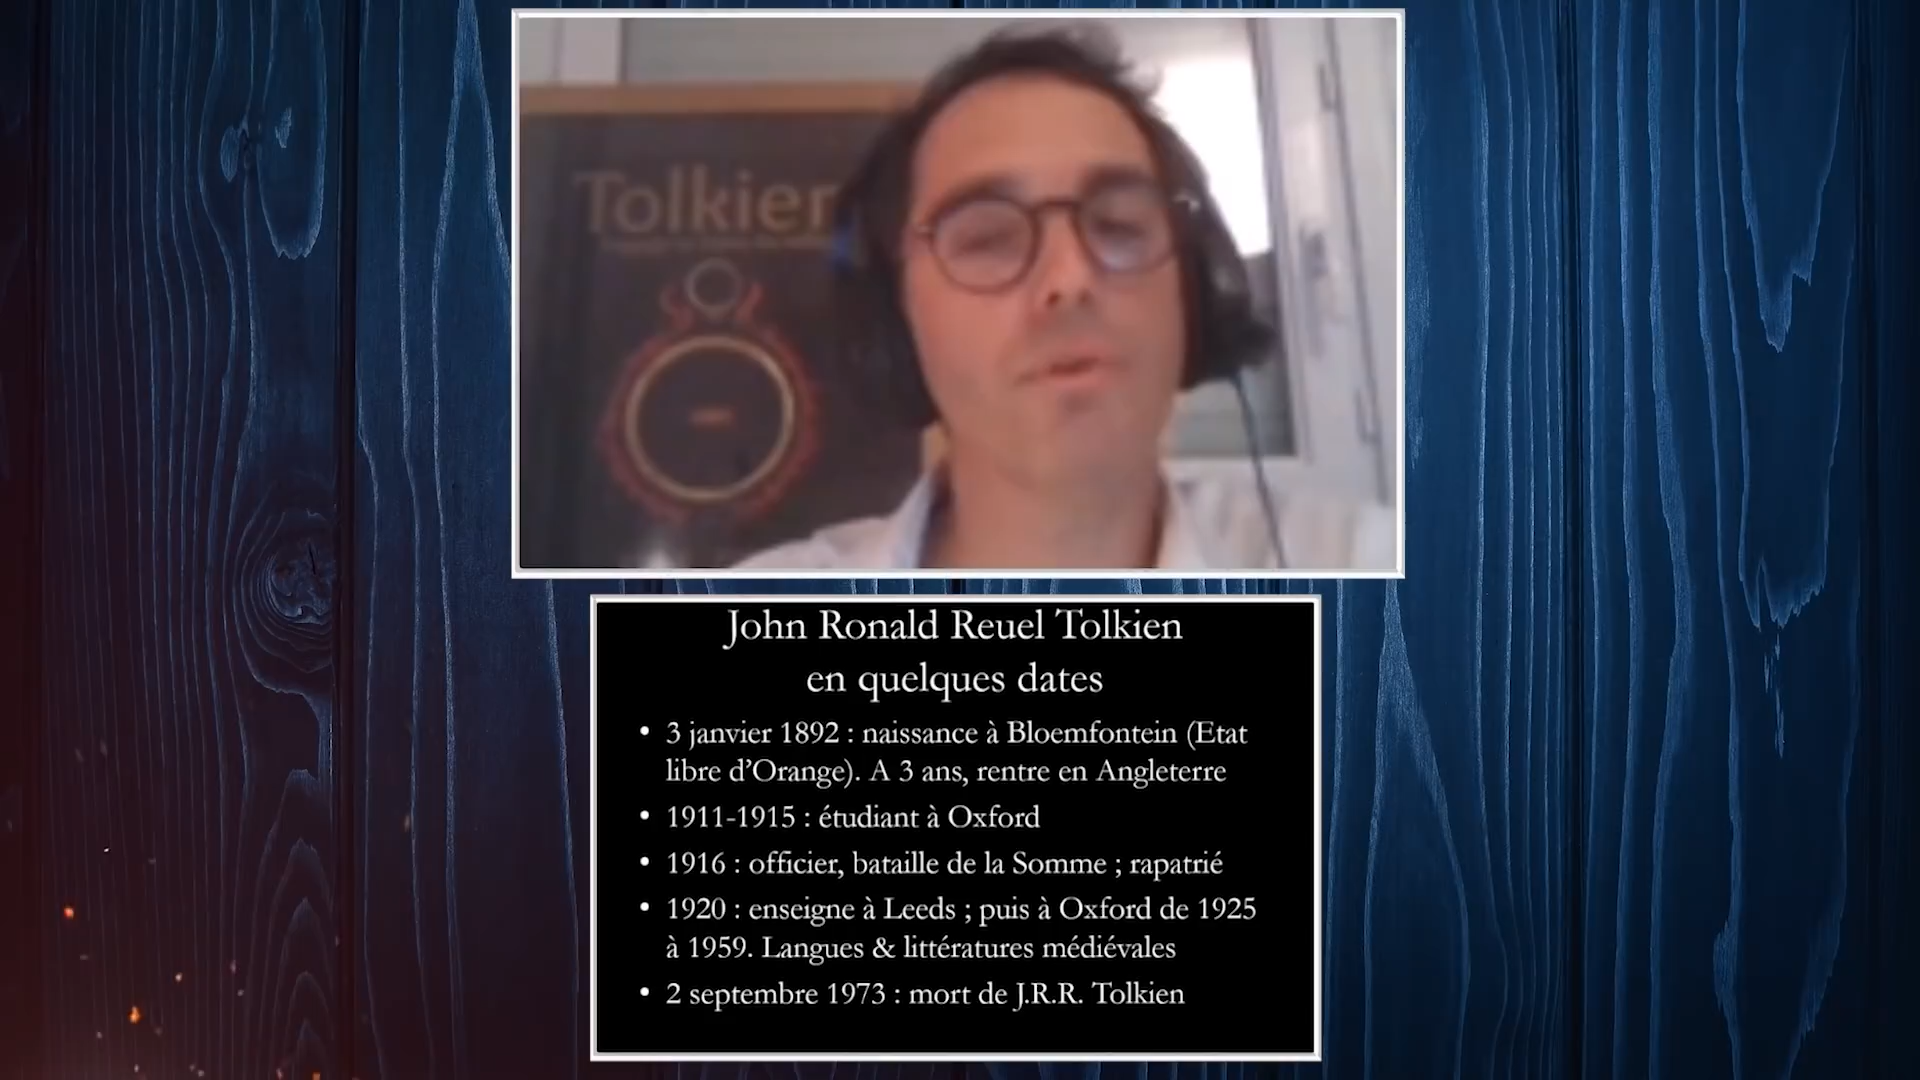 Tolkien
John Ronald Reuel Tolkien
en quelques dates
• 3 janvier 1892 : naissance à Bloemfontein (Etat
libre d’Orange). A 3 ans, rentre en Angleterre
• 1911-1915 : étudiant à Oxford
• 1916 : officier, bataille de la Somme ; rapatrié
• 1920 : enseigne à Leeds ; puis à Oxford de 1925
à 1959. Langues & littératures médiévales
• 2 septembre 1973 : mort de J.R.R. Tolkien